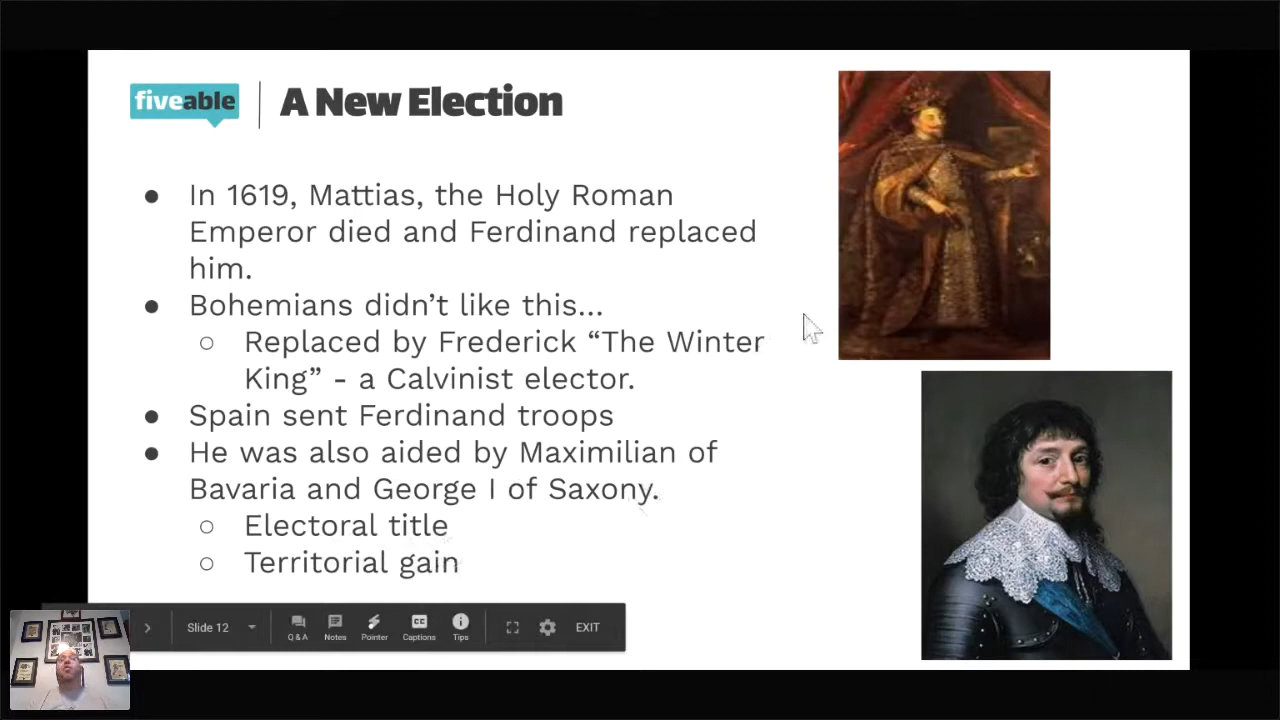 fiveable
A New Election
● In 1619, Mattias, the Holy Roman
Emperor died and Ferdinand replaced
him.
● Bohemians didn’t like this...
○ Replaced by Frederick “The Winter
King” - a Calvinist elector.
● Spain sent Ferdinand troops
● He was also aided by Maximilian of
Bavaria and George I of Saxony.
○ Electoral title
○ Territorial gain
Slide 12
Q & A
Notes
Pointer
Captions
Tips
EXIT